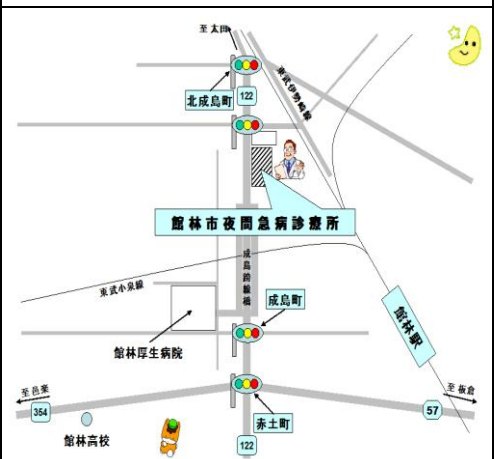 至 太田
北成島町
122
東武伊勢崎線
館林市夜間急病診療所
成島跨線橋
東武小泉線
成島町
館林駅
館林厚生病院
至 邑楽
354
館林高校
赤土町
122
57
至 板倉